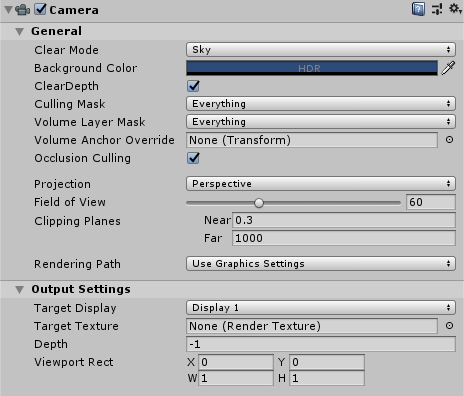 Camera
General
Clear Mode Sky
Background Color HDR
ClearDepth
Culling Mask Everything
Volume Layer Mask Everything
Volume Anchor Override None (Transform)
Occlusion Culling
Projection Perspective
Field of View 60
Clipping Planes Near 0.3
Far 1000
Rendering Path Use Graphics Settings
Output Settings
Target Display Display 1
Target Texture None (Render Texture)
Depth -1
Viewport Rect X 0 Y 0
W 1 H 1